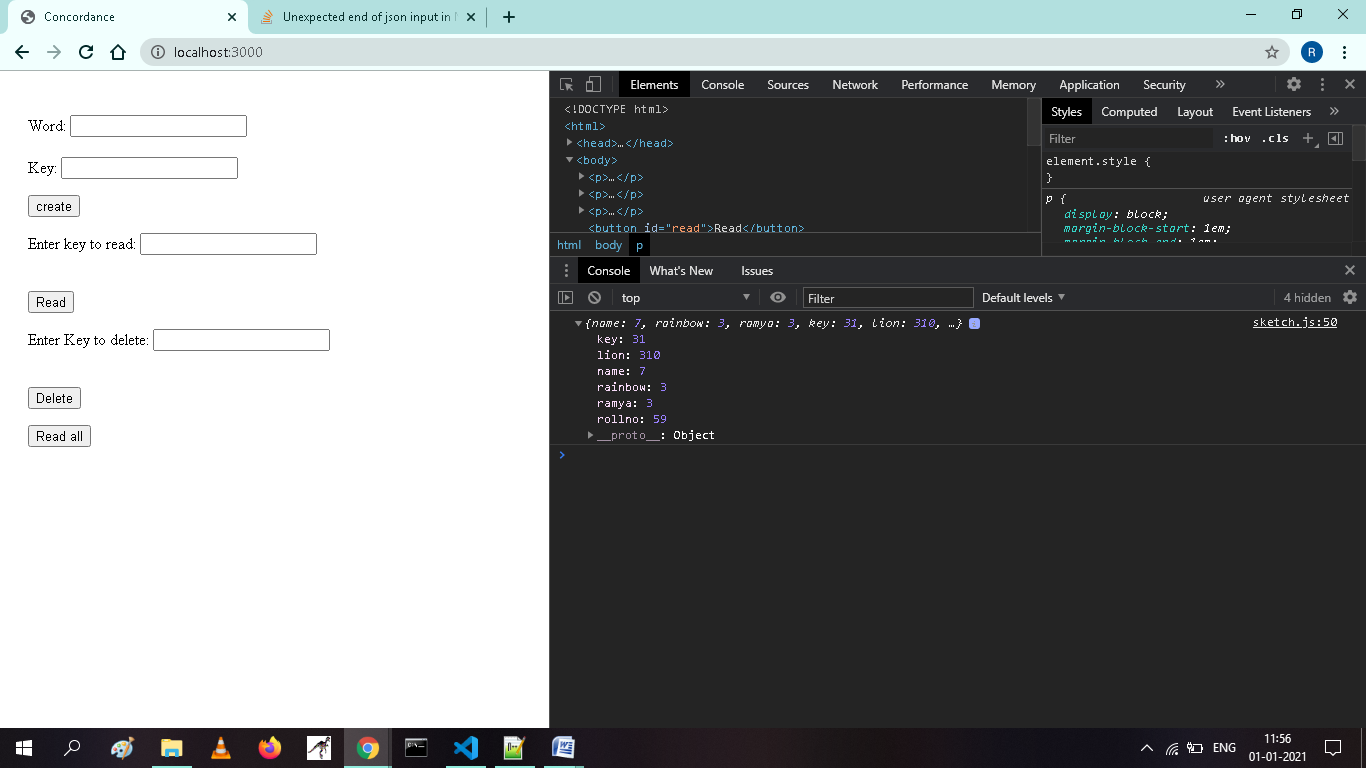 Concordance
Unexpected end of json input in
localhost:3000
R
Word:
Key:
create
Enter key to read:
Read
Enter Key to delete:
Delete
Read all
Elements Console Sources Network Performance Memory Application Security »
<!DOCTYPE html>
<html>
<head>…</head>
<body>
<p>…</p>
<p>…</p>
<p>…</p>
<button id="read">Read</button>
html body p
Styles Computed Layout Event Listeners »
Filter :hov .cls
element.style {
}
p { user agent stylesheet
display: block;
margin-block-start: 1em;
margin-block-end: 1em;
Console What's New Issues
top Filter Default levels 4 hidden
{name: 7, rainbow: 3, ramya: 3, key: 31, lion: 310, …} sketch.js:50
key: 31
lion: 310
name: 7
rainbow: 3
ramya: 3
rollno: 59
__proto__: Object
ENG
11:56
01-01-2021